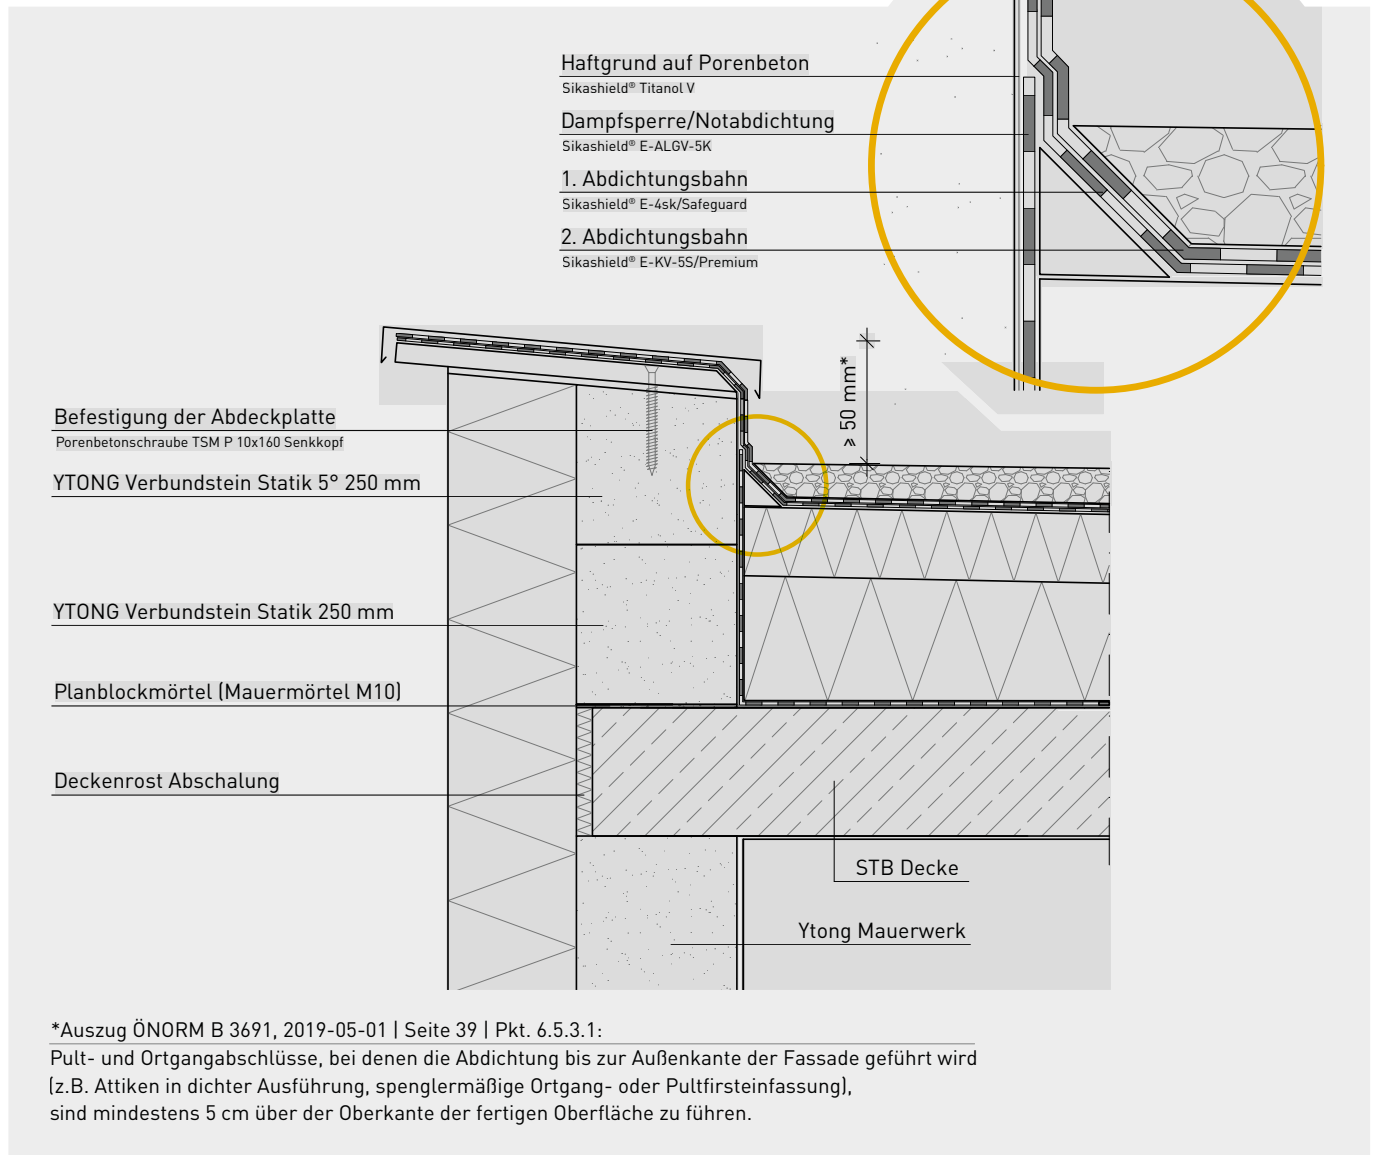 Haftgrund auf Porenbeton
Sikashield® Titanol V
Dampfsperre/Notabdichtung
Sikashield® E-ALGV-5K
1. Abdichtungsbahn
Sikashield® E-4sk/Safeguard
2. Abdichtungsbahn
Sikashield® E-KV-5S/Premium
≥ 50 mm*
Befestigung der Abdeckplatte
Porenbetonschraube TSM P 10x160 Senkkopf
YTONG Verbundstein Statik 5° 250 mm
YTONG Verbundstein Statik 250 mm
Planblockmörtel (Mauermörtel M10)
Deckenrost Abschalung
STB Decke
Ytong Mauerwerk
*Auszug ÖNORM B 3691, 2019-05-01 | Seite 39 | Pkt. 6.5.3.1:
Pult- und Ortgangabschlüsse, bei denen die Abdichtung bis zur Außenkante der Fassade geführt wird
(z.B. Attiken in dichter Ausführung, spenglermäßige Ortgang- oder Pultfirsteinfassung),
sind mindestens 5 cm über der Oberkante der fertigen Oberfläche zu führen.